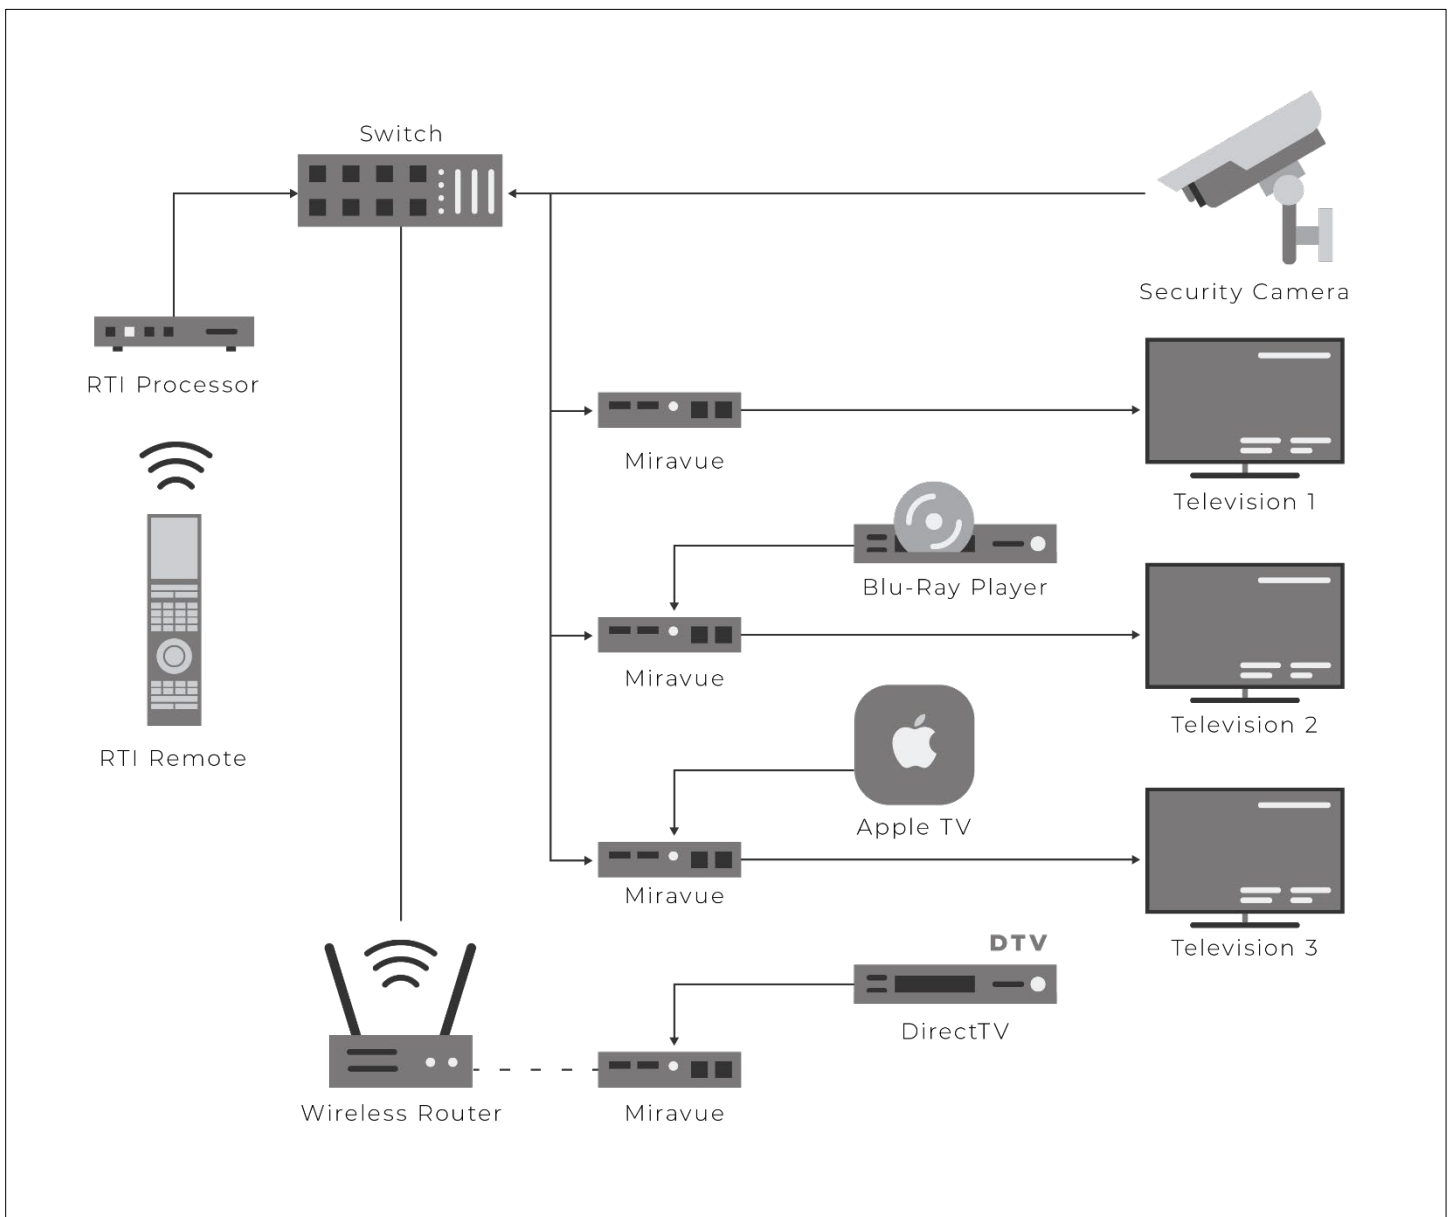 Switch
Security Camera
RTI Processor
Miravue
Television 1
Blu-Ray Player
Miravue
Television 2
RTI Remote
Apple TV
Miravue
Television 3
DTV
DirectTV
Wireless Router
Miravue